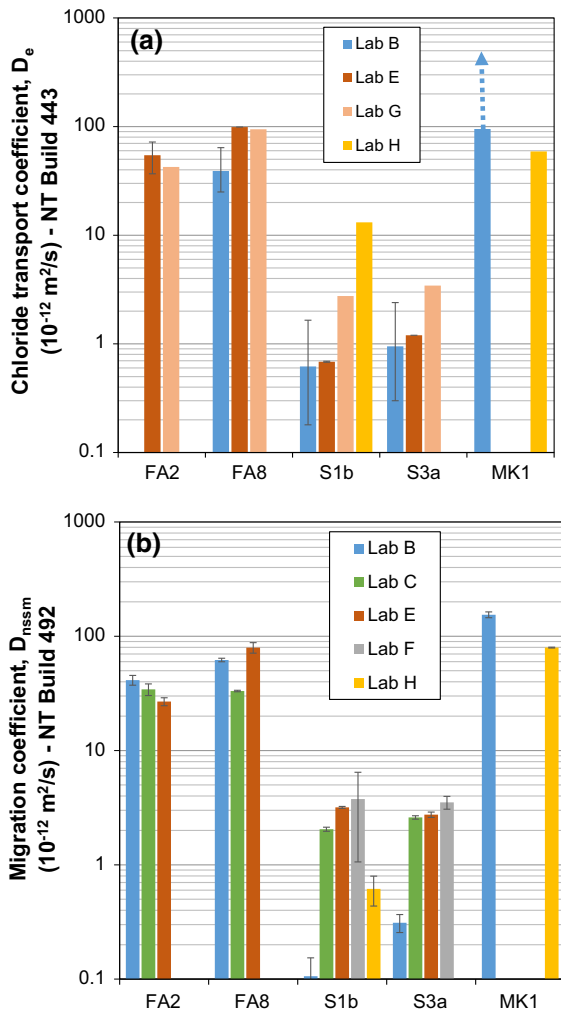 (a)
Chloride transport coefficient, Dₑ
(10⁻¹² m²/s) - NT Build 443
1000
100
10
1
0.1
Lab B
Lab E
Lab G
Lab H
FA2 FA8 S1b S3a MK1
(b)
Migration coefficient, Dnssm
(10⁻¹² m²/s) - NT Build 492
1000
100
10
1
0.1
Lab B
Lab C
Lab E
Lab F
Lab H
FA2 FA8 S1b S3a MK1